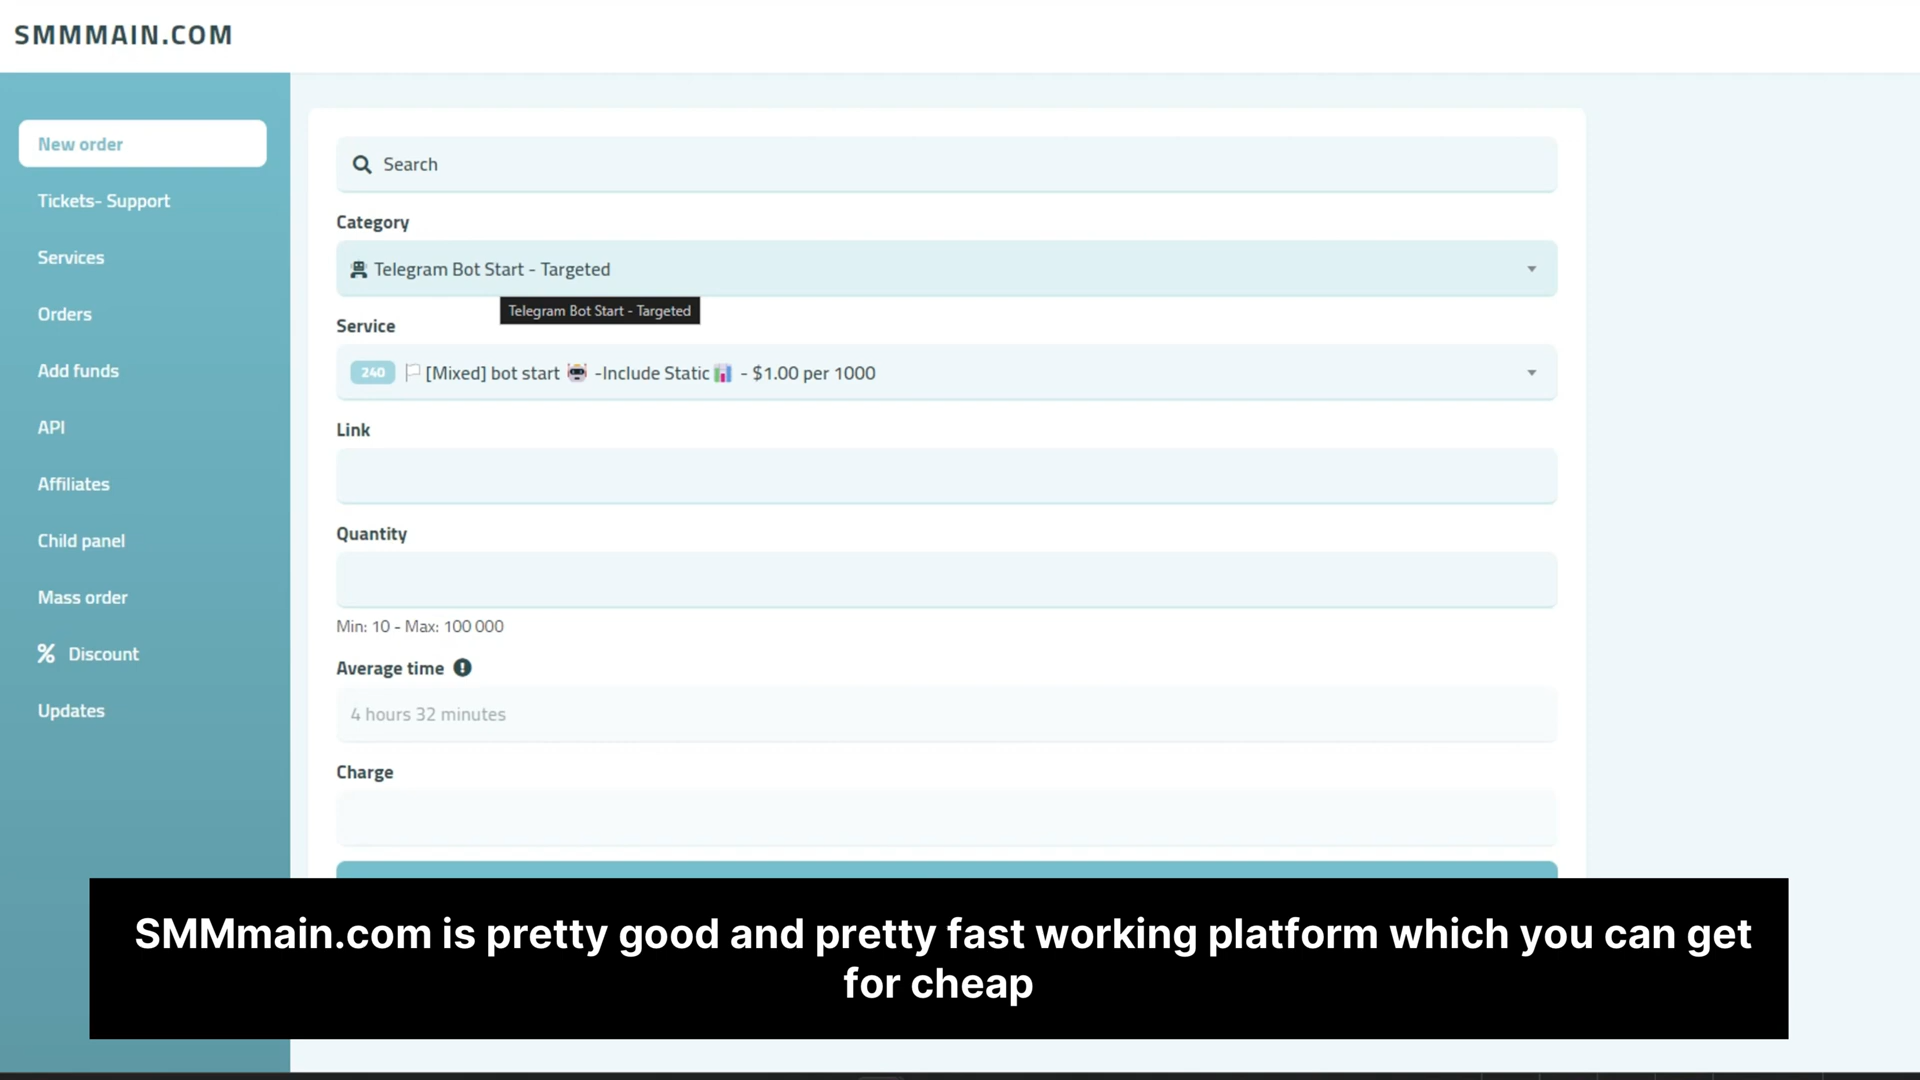 SMMMAIN.COM
New order
Tickets- Support
Services
Orders
Add funds
API
Affiliates
Child panel
Mass order
% Discount
Updates
Search
Category
Telegram Bot Start - Targeted
Telegram Bot Start - Targeted
Service
240 [Mixed] bot start 🤖 -Include Static 📊 - $1.00 per 1000
Link
Quantity
Min: 10 - Max: 100 000
Average time
4 hours 32 minutes
Charge
SMMmain.com is pretty good and pretty fast working platform which you can get
for cheap